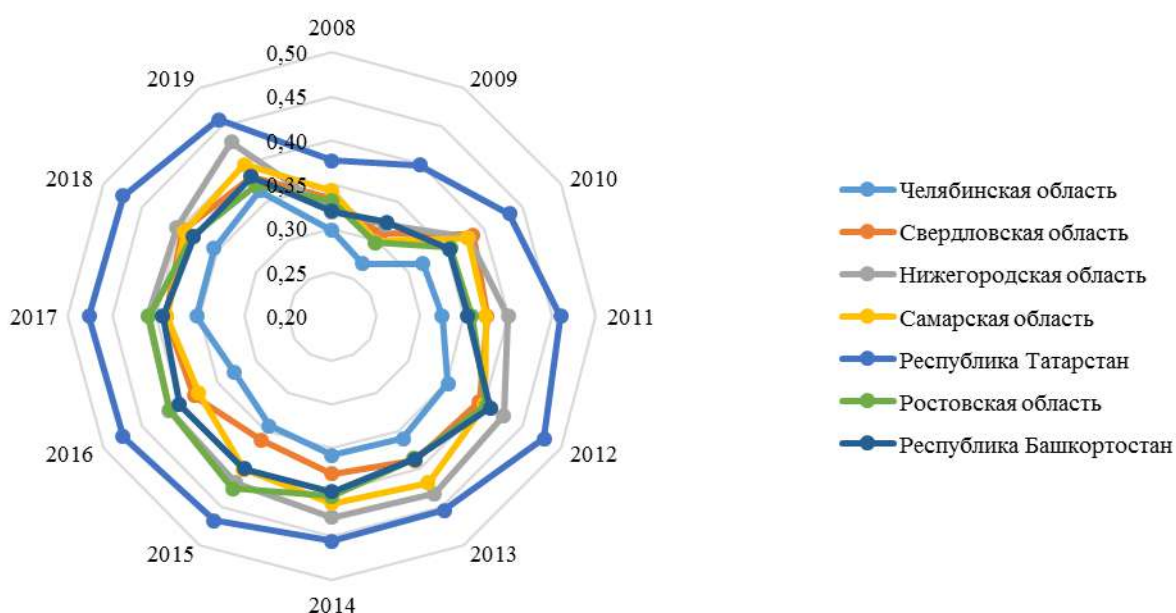 2008
0,50
2019
2009
0,45
0,40
2018
0,35
2010
0,30
0,25
2017
0,20
2011
2016
2012
2015
2013
2014
Челябинская область
Свердловская область
Нижегородская область
Самарская область
Республика Татарстан
Ростовская область
Республика Башкортостан